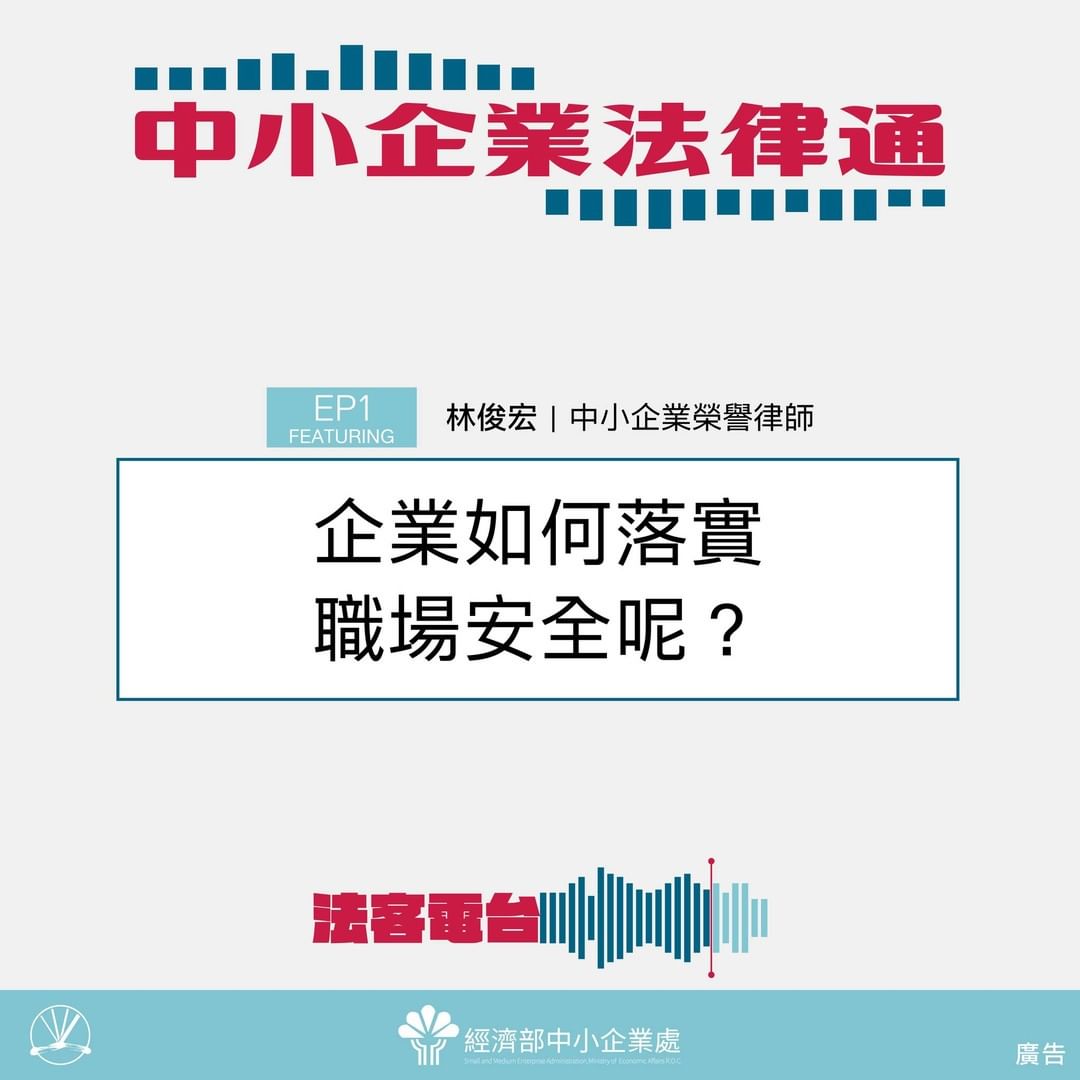 中小企業法律通
EP1
FEATURING
林俊宏 | 中小企業榮譽律師
企業如何落實
職場安全呢？
法客電台
經濟部中小企業處
Small and Medium Enterprise Administration, Ministry of Economic Affairs R.O.C.
廣告